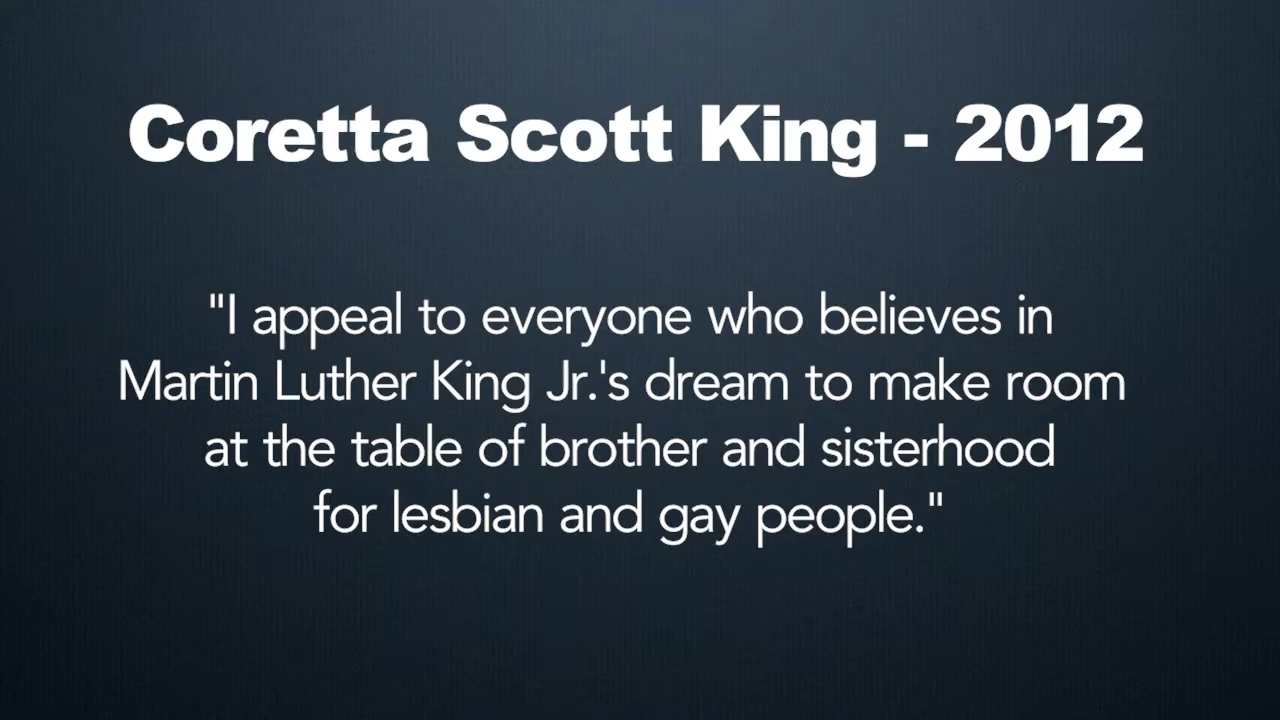 Coretta Scott King - 2012
"I appeal to everyone who believes in
Martin Luther King Jr.'s dream to make room
at the table of brother and sisterhood
for lesbian and gay people."